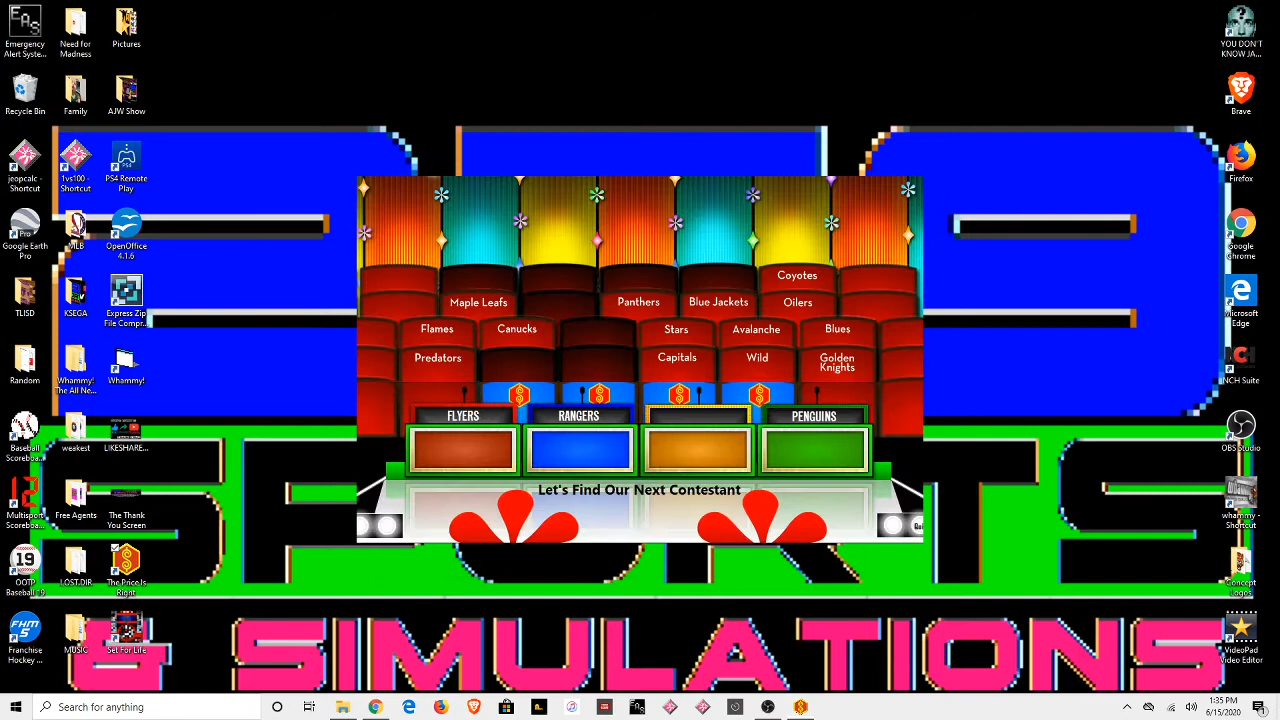 Emergency
Alert Syste...
Need for
Madness
Pictures
Recycle Bin
Family
AJW Show
jeopcalc -
Shortcut
1vs100 -
Shortcut
PS4 Remote
Play
Google Earth
Pro
MLB
OpenOffice
4.1.6
TLISD
KSEGA
Express Zip
File Compr...
Random
Whammy!
The All Ne...
Whammy!
Baseball
Scoreboa...
weakest
LIKESHARE...
Multisport
Scoreboa...
Free Agents
The Thank
You Screen
OOTP
Baseball 19
LOST.DIR
The Price Is
Right
Franchise
Hockey ...
MUSIC
Set For Life
YOU DON'T
KNOW JA...
Brave
Firefox
Google
Chrome
Microsoft
Edge
NCH Suite
OBS Studio
whammy -
Shortcut
Concept
Logos
VideoPad
Video Editor
Coyotes
Maple Leafs
Panthers
Blue Jackets
Oilers
Flames
Canucks
Stars
Avalanche
Blues
Predators
Capitals
Wild
Golden
Knights
FLYERS
RANGERS
PENGUINS
Let's Find Our Next Contestant
& SIMULATIONS
Search for anything
1:35 PM
6/15/2020